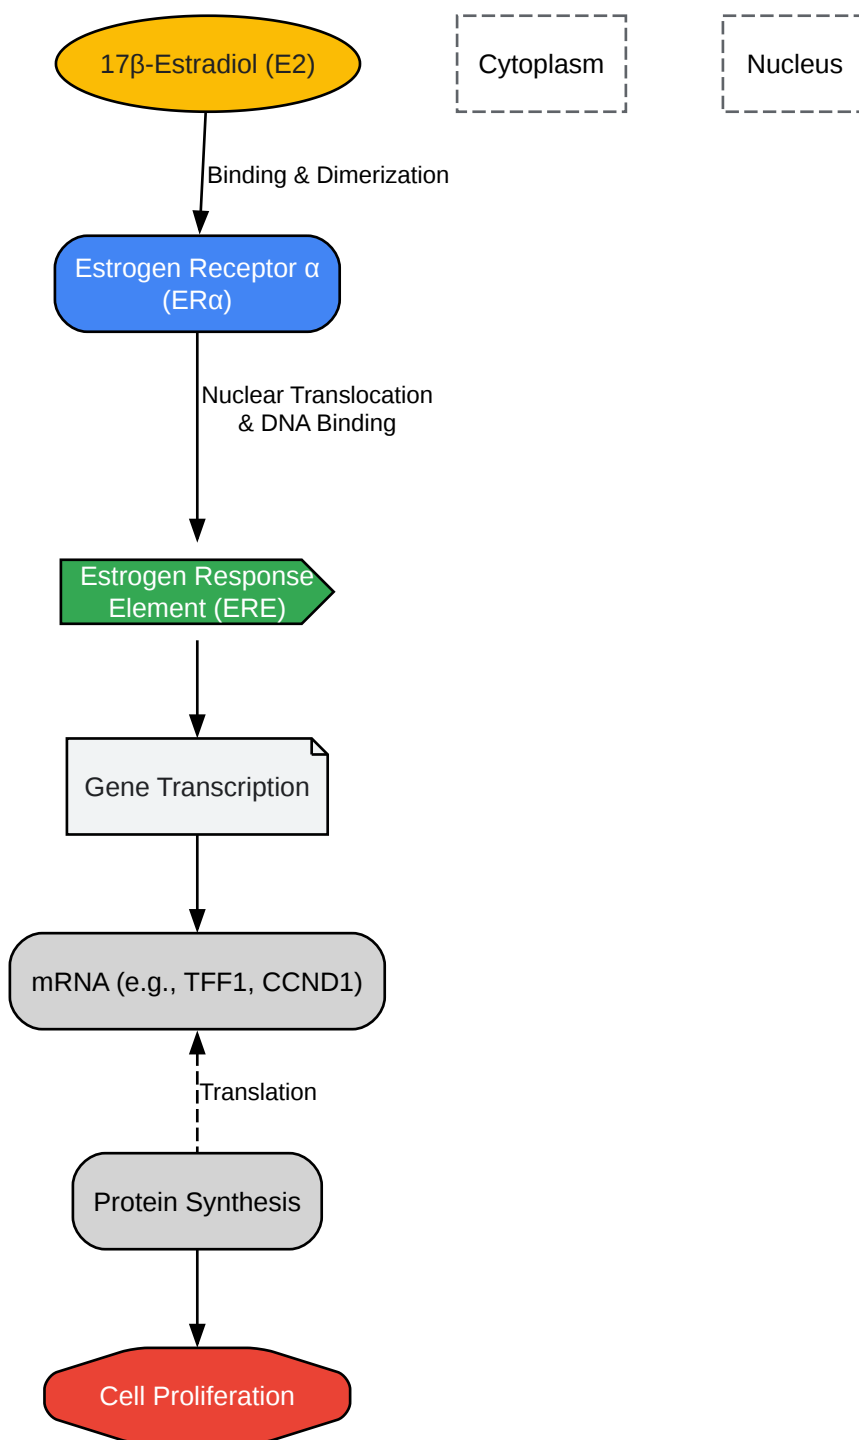 17β-Estradiol (E2)
Cytoplasm
Nucleus
Binding & Dimerization
Estrogen Receptor α
(ERα)
Nuclear Translocation
& DNA Binding
Estrogen Response
Element (ERE)
Gene Transcription
mRNA (e.g., TFF1, CCND1)
Translation
Protein Synthesis
Cell Proliferation